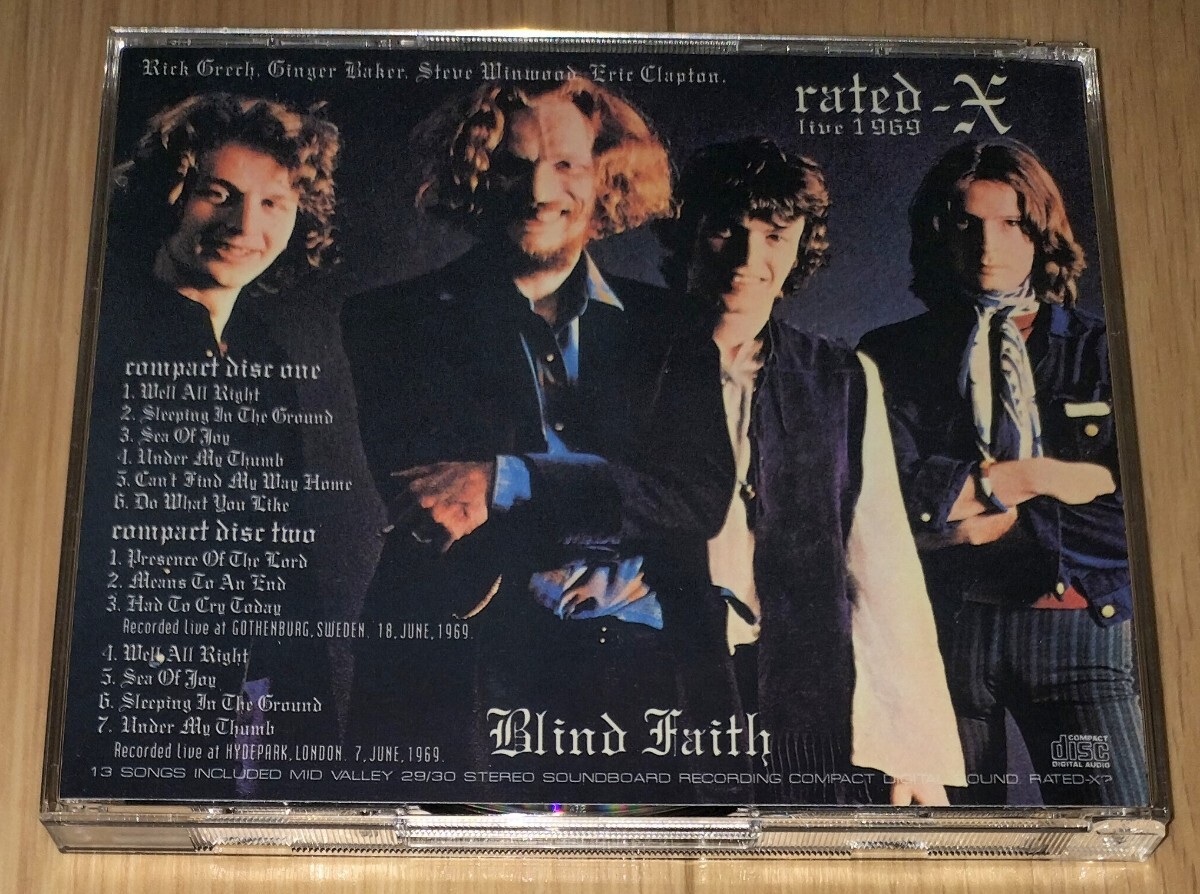 Rick Grech, Ginger Baker, Steve Winwood, Eric Clapton.
rated-X
live 1969
compact disc one
1. Well All Right
2. Sleeping In The Ground
3. Sea Of Joy
4. Under My Thumb
5. Can't Find My Way Home
6. Do What You Like
compact disc two
1. Presence Of The Lord
2. Means To An End
3. Had To Cry Today
Recorded live at GOTHENBURG, SWEDEN. 18, JUNE, 1969.
4. Well All Right
5. Sea Of Joy
6. Sleeping In The Ground
7. Under My Thumb
Recorded live at HYDEPARK, LONDON. 7, JUNE, 1969.
Blind Faith
COMPACT
disc
DIGITAL AUDIO
13 SONGS INCLUDED MID VALLEY 29/30 STEREO SOUNDBOARD RECORDING COMPACT DIGITAL SOUND. RATED-X?